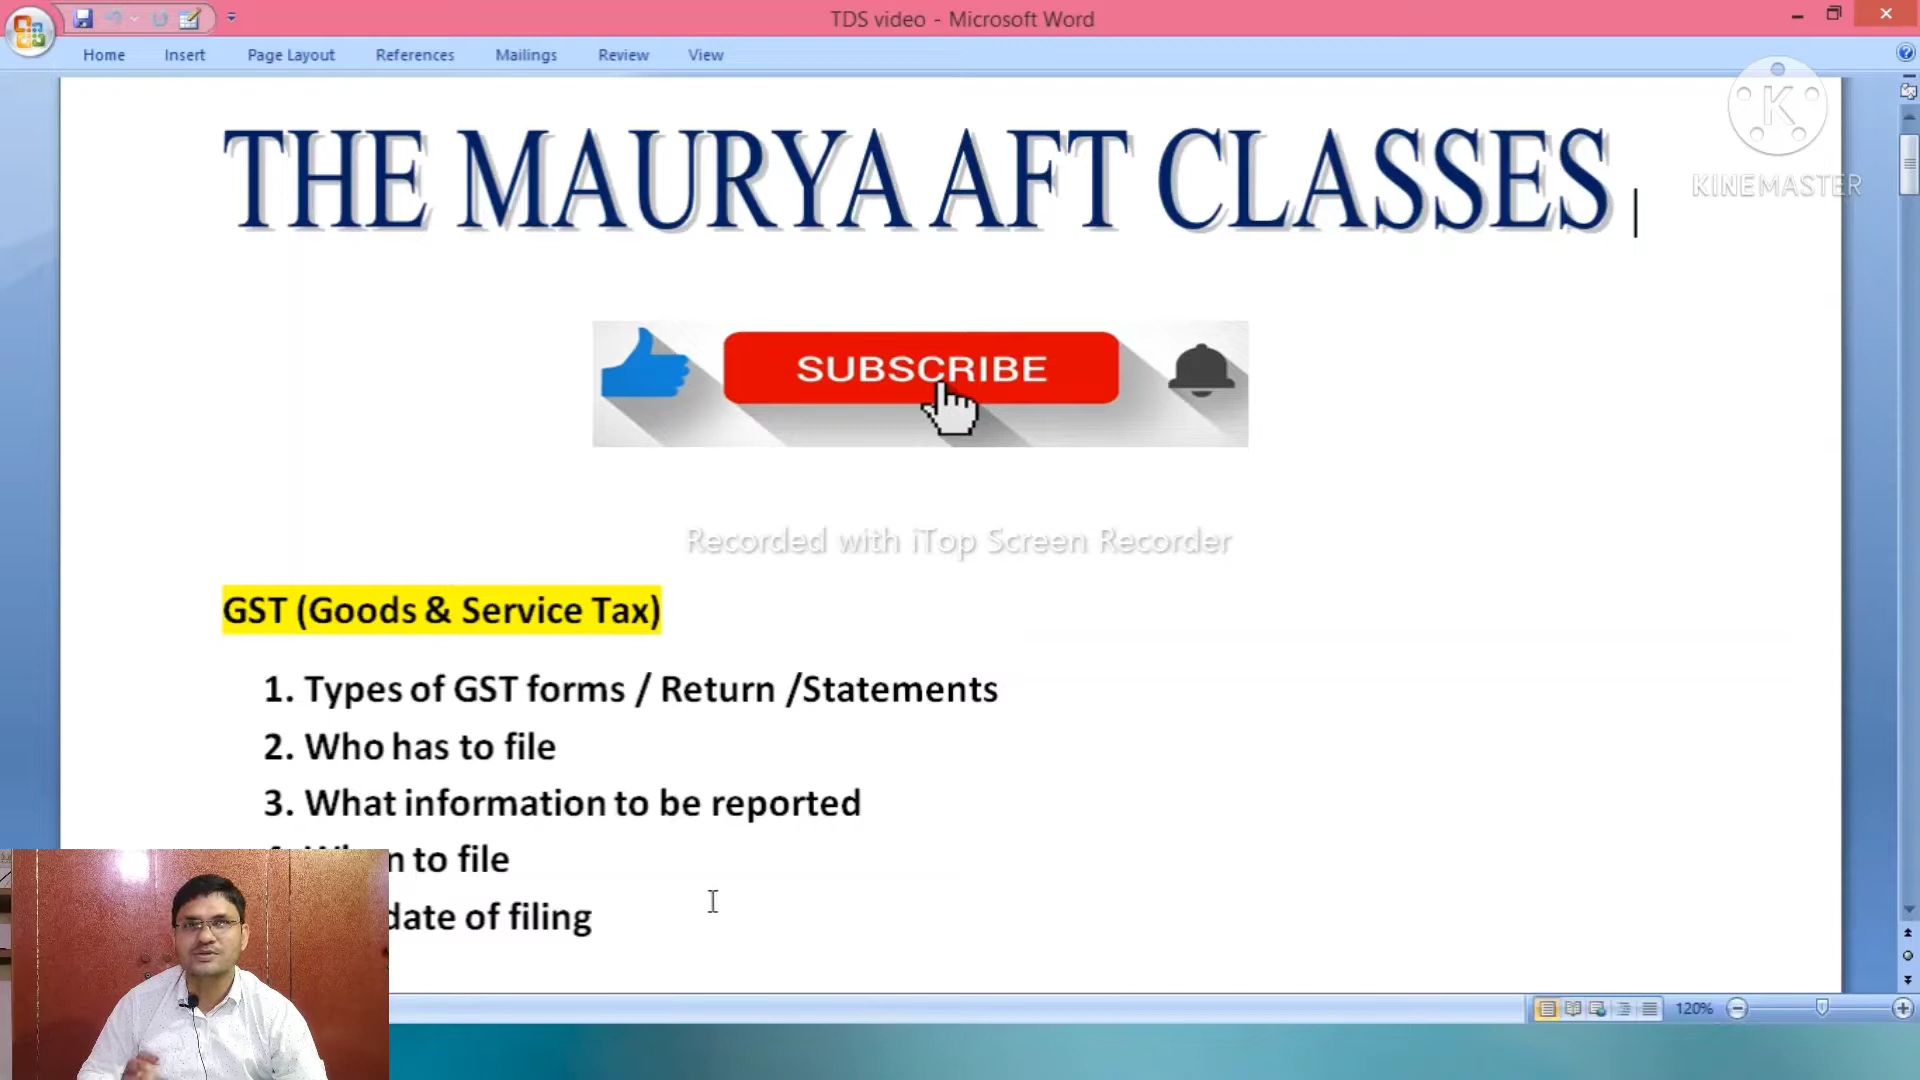 TDS video - Microsoft Word
Home Insert Page Layout References Mailings Review View
K
KINEMASTER
THE MAURYA AFT CLASSES
SUBSCRIBE
Recorded with iTop Screen Recorder
GST (Goods & Service Tax)
1. Types of GST forms / Return /Statements
2. Who has to file
3. What information to be reported
to file
date of filing
120%